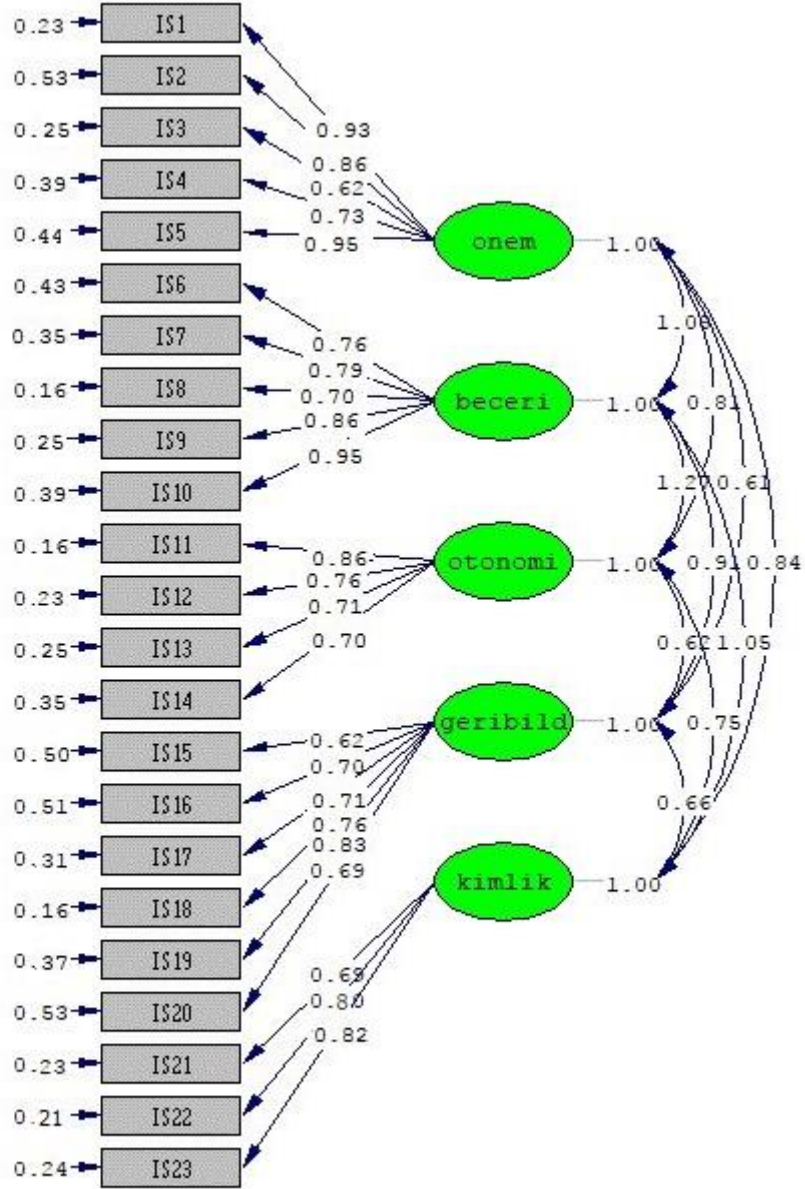 0.23 IS1
0.53 IS2
0.25 IS3
0.39 IS4
0.44 IS5
0.43 IS6
0.35 IS7
0.16 IS8
0.25 IS9
0.39 IS10
0.16 IS11
0.23 IS12
0.25 IS13
0.35 IS14
0.50 IS15
0.51 IS16
0.31 IS17
0.16 IS18
0.37 IS19
0.53 IS20
0.23 IS21
0.21 IS22
0.24 IS23
0.93
0.86
0.62
0.73
0.95
0.76
0.79
0.70
0.86
0.95
0.86
0.76
0.71
0.70
0.62
0.70
0.71
0.76
0.83
0.69
0.69
0.80
0.82
onem 1.00
beceri 1.00
otonomi 1.00
geribild 1.00
kimlik 1.00
0.81
0.61
0.91 0.84
1.05
0.75
0.66